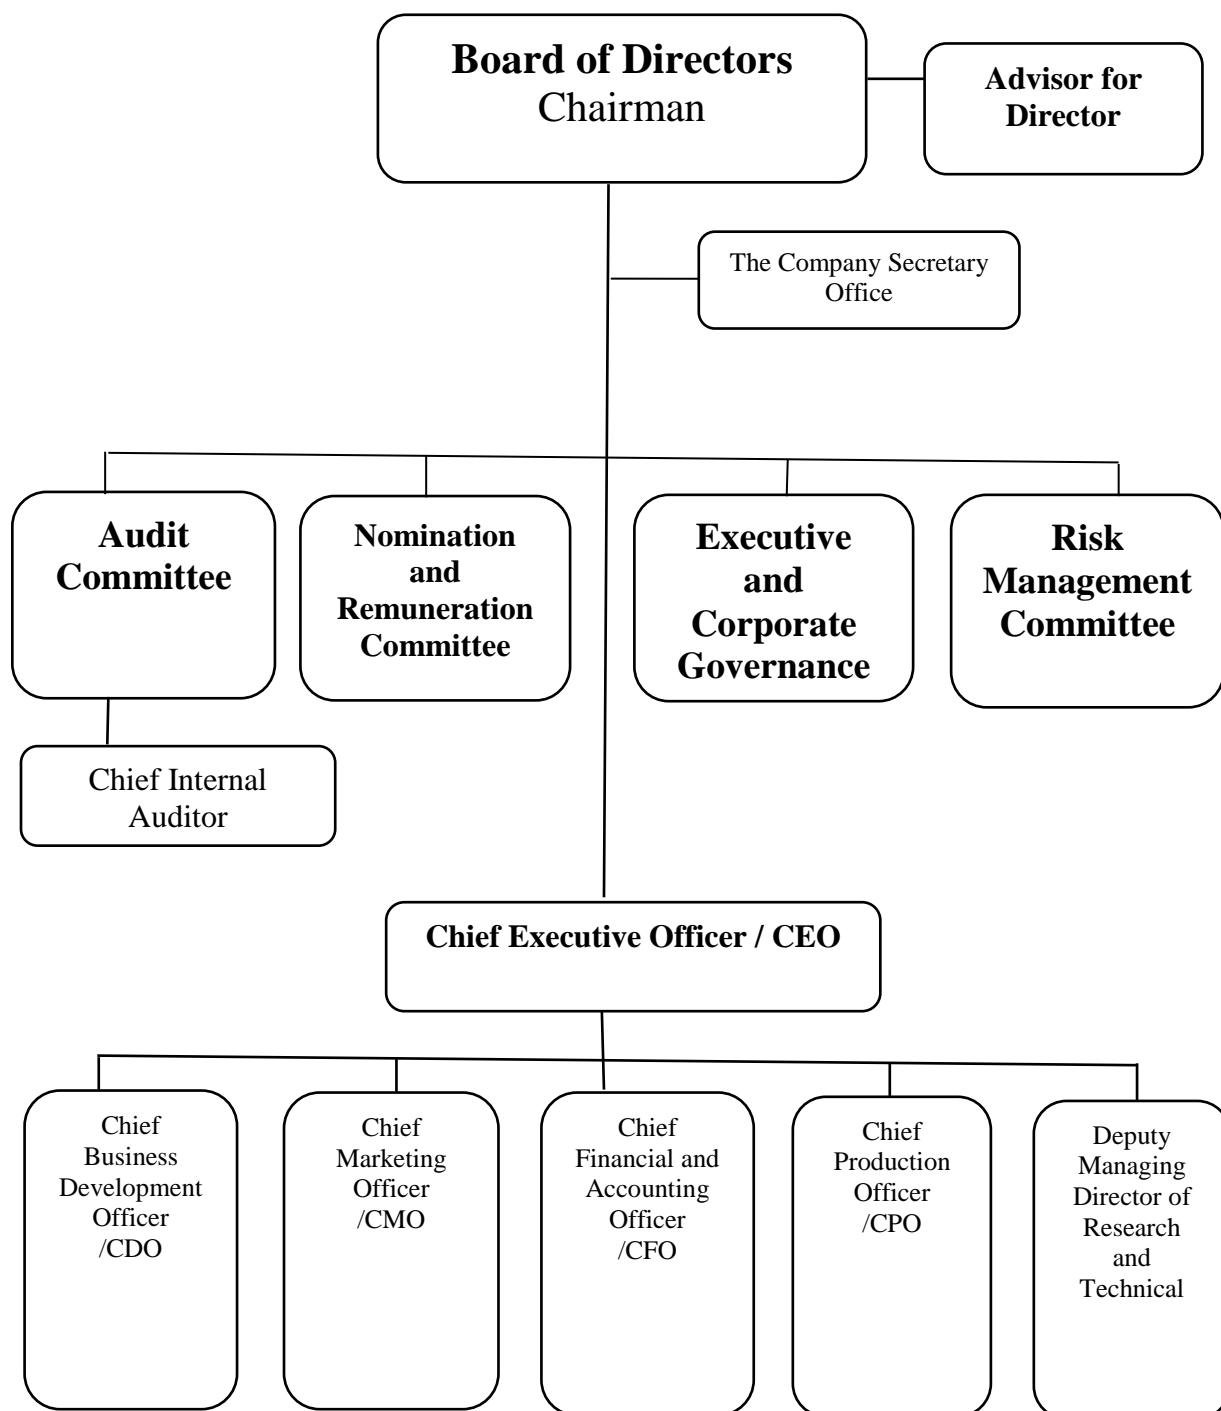 Board of Directors
Chairman
Advisor for
Director
The Company Secretary
Office
Audit
Committee
Nomination
and
Remuneration
Committee
Executive
and
Corporate
Governance
Risk
Management
Committee
Chief Internal
Auditor
Chief Executive Officer / CEO
Chief
Business
Development
Officer
/CDO
Chief
Marketing
Officer
/CMO
Chief
Financial and
Accounting
Officer
/CFO
Chief
Production
Officer
/CPO
Deputy
Managing
Director of
Research
and
Technical